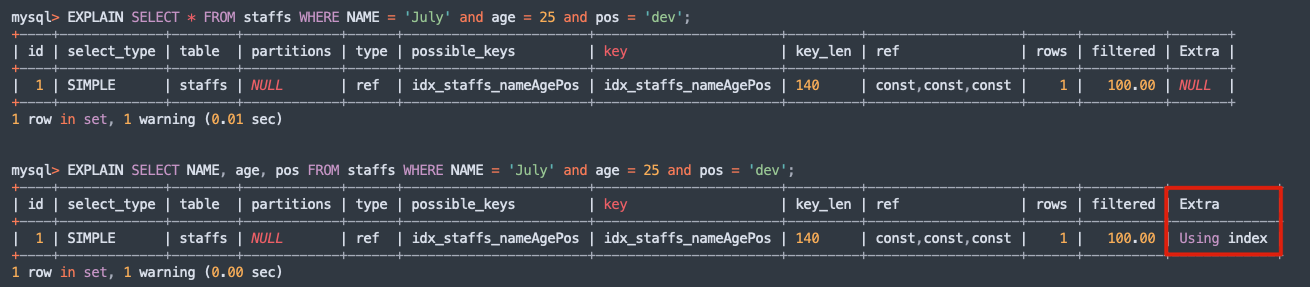 mysql> EXPLAIN SELECT * FROM staffs WHERE NAME = 'July' and age = 25 and pos = 'dev';
| id | select_type | table | partitions | type | possible_keys | key | key_len | ref | rows | filtered | Extra |
| 1 | SIMPLE | staffs | NULL | ref | idx_staffs_nameAgePos | idx_staffs_nameAgePos | 140 | const,const,const | 1 | 100.00 | NULL |
1 row in set, 1 warning (0.01 sec)
mysql> EXPLAIN SELECT NAME, age, pos FROM staffs WHERE NAME = 'July' and age = 25 and pos = 'dev';
| id | select_type | table | partitions | type | possible_keys | key | key_len | ref | rows | filtered | Extra |
| 1 | SIMPLE | staffs | NULL | ref | idx_staffs_nameAgePos | idx_staffs_nameAgePos | 140 | const,const,const | 1 | 100.00 | Using index |
1 row in set, 1 warning (0.00 sec)